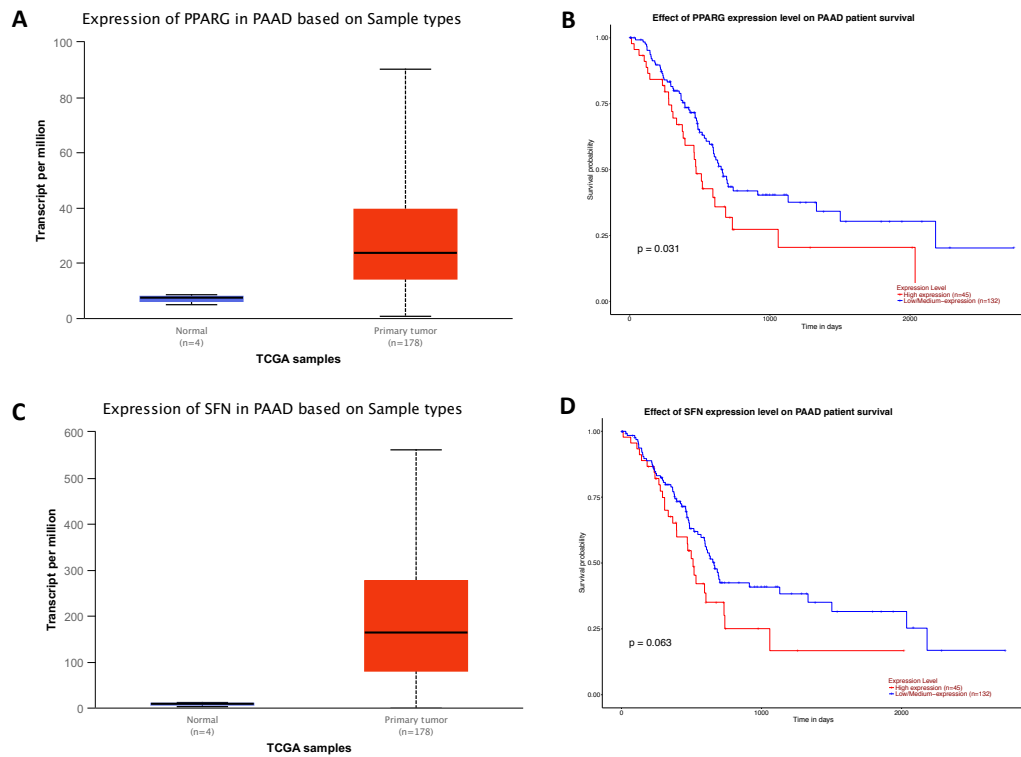 A
Expression of PPARG in PAAD based on Sample types
Transcript per million
100
80
60
40
20
0
Normal
(n=4)
Primary tumor
(n=178)
TCGA samples
B
Effect of PPARG expression level on PAAD patient survival
Survival probability
1.00
0.75
0.50
0.25
0.00
p = 0.031
Expression Level
High expression (n=45)
Low/Medium-expression (n=132)
0
1000
2000
Time in days
C
Expression of SFN in PAAD based on Sample types
Transcript per million
600
500
400
300
200
100
0
Normal
(n=4)
Primary tumor
(n=178)
TCGA samples
D
Effect of SFN expression level on PAAD patient survival
Survival probability
1.00
0.75
0.50
0.25
0.00
p = 0.063
Expression Level
High expression (n=45)
Low/Medium-expression (n=132)
0
1000
2000
Time in days